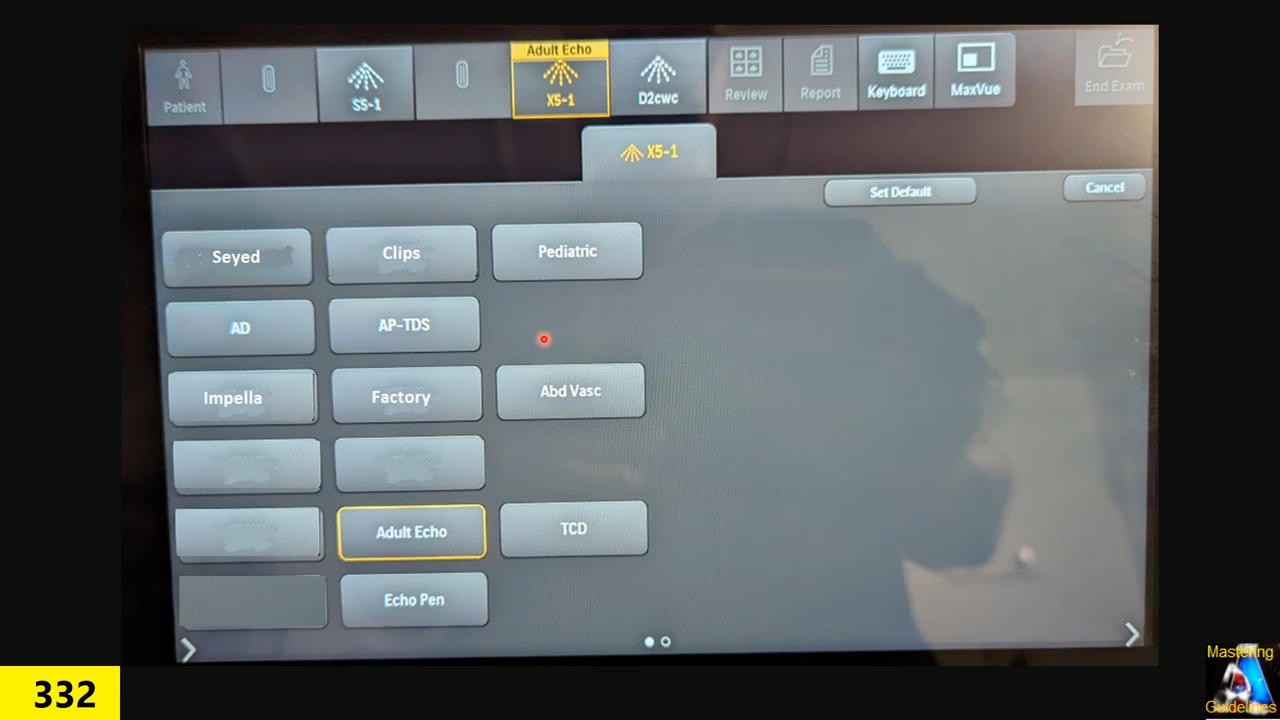 Adult Echo
Patient
S5-1
X5-1
D2cwc
Review
Report
Keyboard
MaxVue
End Exam
X5-1
Set Default
Cancel
Seyed
Clips
Pediatric
AD
AP-TDS
Impella
Factory
Abd Vasc
Adult Echo
TCD
Echo Pen
332
Mastering
Guidelines